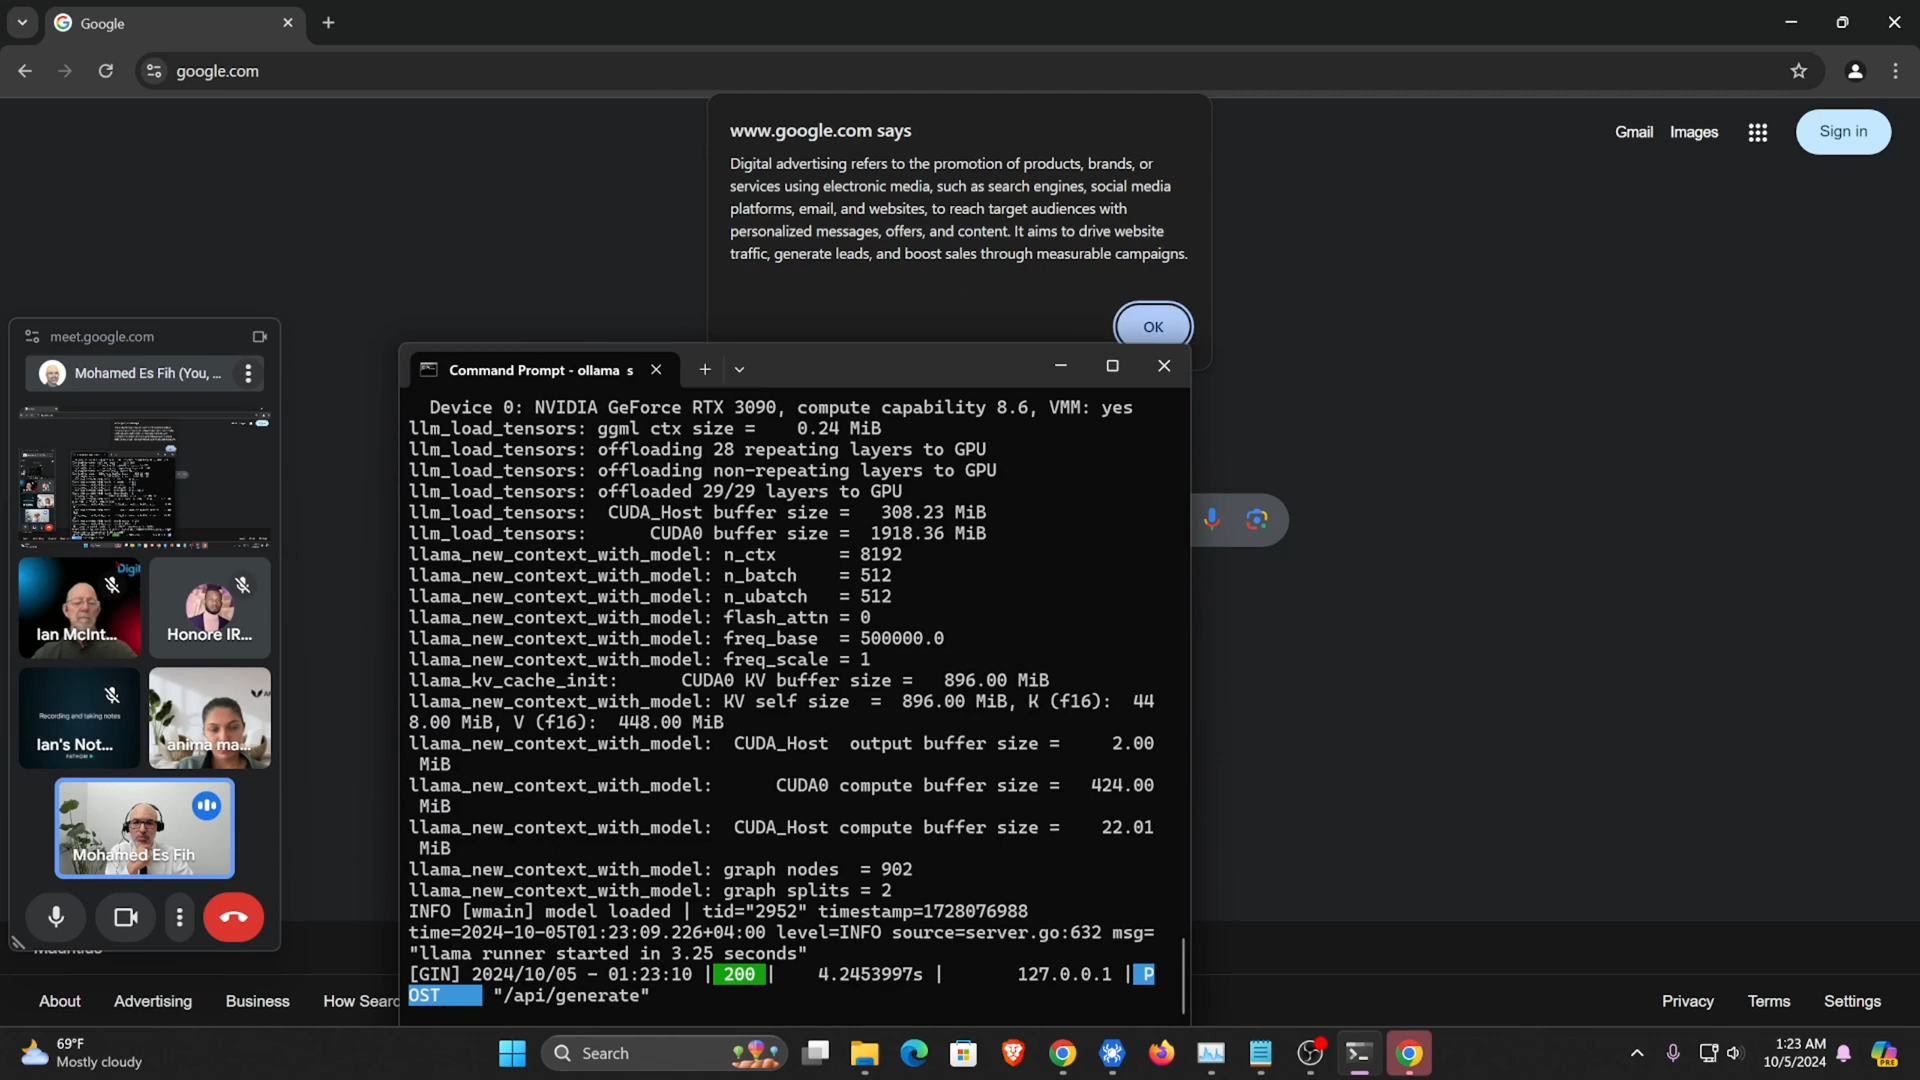 Google
google.com
www.google.com says
Digital advertising refers to the promotion of products, brands, or
services using electronic media, such as search engines, social media
platforms, email, and websites, to reach target audiences with
personalized messages, offers, and content. It aims to drive website
traffic, generate leads, and boost sales through measurable campaigns.
OK
Gmail
Images
Sign in
meet.google.com
Mohamed Es Fih (You, ...
Digit
Ian McInt...
Honore IR...
Recording and taking notes
Ian's Not...
FATHOM
anima ma...
Mohamed Es Fih
Command Prompt - ollama s
Device 0: NVIDIA GeForce RTX 3090, compute capability 8.6, VMM: yes
llm_load_tensors: ggml ctx size =    0.24 MiB
llm_load_tensors: offloading 28 repeating layers to GPU
llm_load_tensors: offloading non-repeating layers to GPU
llm_load_tensors: offloaded 29/29 layers to GPU
llm_load_tensors:  CUDA_Host buffer size =   308.23 MiB
llm_load_tensors:      CUDA0 buffer size =  1918.36 MiB
llama_new_context_with_model: n_ctx      = 8192
llama_new_context_with_model: n_batch    = 512
llama_new_context_with_model: n_ubatch   = 512
llama_new_context_with_model: flash_attn = 0
llama_new_context_with_model: freq_base  = 500000.0
llama_new_context_with_model: freq_scale = 1
llama_kv_cache_init:      CUDA0 KV buffer size =   896.00 MiB
llama_new_context_with_model: KV self size  =  896.00 MiB, K (f16):  44
8.00 MiB, V (f16):  448.00 MiB
llama_new_context_with_model:  CUDA_Host  output buffer size =     2.00
MiB
llama_new_context_with_model:      CUDA0 compute buffer size =   424.00
MiB
llama_new_context_with_model:  CUDA_Host compute buffer size =    22.01
MiB
llama_new_context_with_model: graph nodes  = 902
llama_new_context_with_model: graph splits = 2
INFO [wmain] model loaded | tid="2952" timestamp=1728076988
time=2024-10-05T01:23:09.226+04:00 level=INFO source=server.go:632 msg=
"llama runner started in 3.25 seconds"
[GIN] 2024/10/05 - 01:23:10 | 200 |    4.2453997s |       127.0.0.1 | P
OST     "/api/generate"
Mauritius
About
Advertising
Business
How Searc
Privacy
Terms
Settings
69°F
Mostly cloudy
Search
1:23 AM
10/5/2024
PRE